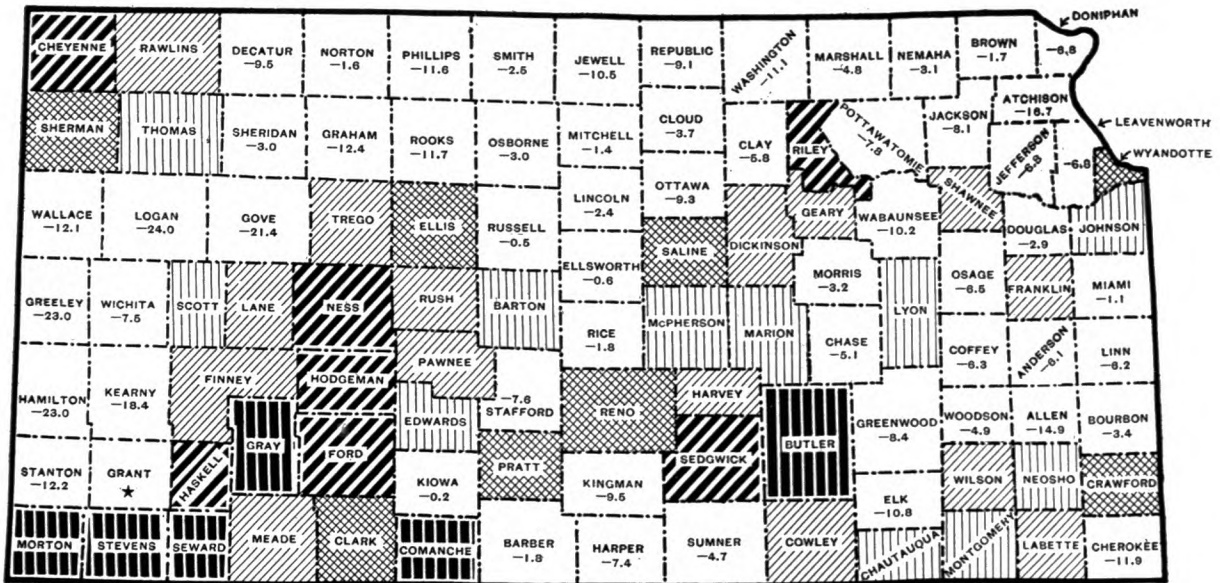 DONIPHAN
CHEYENNE
RAWLINS
DECATUR
−9.5
NORTON
−1.6
PHILLIPS
−11.6
SMITH
−2.5
JEWELL
−10.5
REPUBLIC
−9.1
WASHINGTON
−11.1
MARSHALL
−4.8
NEMAHA
−3.1
BROWN
−1.7
−6.8
ATCHISON
−16.7
LEAVENWORTH
WYANDOTTE
SHERMAN
THOMAS
SHERIDAN
−3.0
GRAHAM
−12.4
ROOKS
−11.7
OSBORNE
−3.0
MITCHELL
−1.4
CLOUD
−3.7
CLAY
−5.8
RILEY
POTTAWATOMIE
−7.8
JACKSON
−8.1
JEFFERSON
−6.8
−6.8
WALLACE
−12.1
LOGAN
−24.0
GOVE
−21.4
TREGO
ELLIS
RUSSELL
−0.5
LINCOLN
−2.4
OTTAWA
−9.3
SALINE
DICKINSON
GEARY
WABAUNSEE
−10.2
SHAWNEE
DOUGLAS
−2.9
JOHNSON
GREELEY
−23.0
WICHITA
−7.5
SCOTT
LANE
NESS
RUSH
BARTON
ELLSWORTH
−0.6
RICE
−1.8
McPHERSON
MARION
MORRIS
−3.2
CHASE
−5.1
LYON
OSAGE
−6.5
FRANKLIN
MIAMI
−1.1
HAMILTON
−23.0
KEARNY
−18.4
FINNEY
HODGEMAN
PAWNEE
−7.6
STAFFORD
EDWARDS
RENO
HARVEY
COFFEY
−6.3
ANDERSON
−6.1
LINN
−6.2
GRAY
FORD
SEDGWICK
BUTLER
GREENWOOD
−8.4
WOODSON
−4.9
ALLEN
−14.9
BOURBON
−3.4
STANTON
−12.2
GRANT
★
HASKELL
KIOWA
−0.2
PRATT
KINGMAN
−9.5
ELK
−10.8
WILSON
NEOSHO
CRAWFORD
MORTON
STEVENS
SEWARD
MEADE
CLARK
COMANCHE
BARBER
−1.8
HARPER
−7.4
SUMNER
−4.7
COWLEY
CHAUTAUQUA
MONTGOMERY
LABETTE
CHEROKEE
−11.9